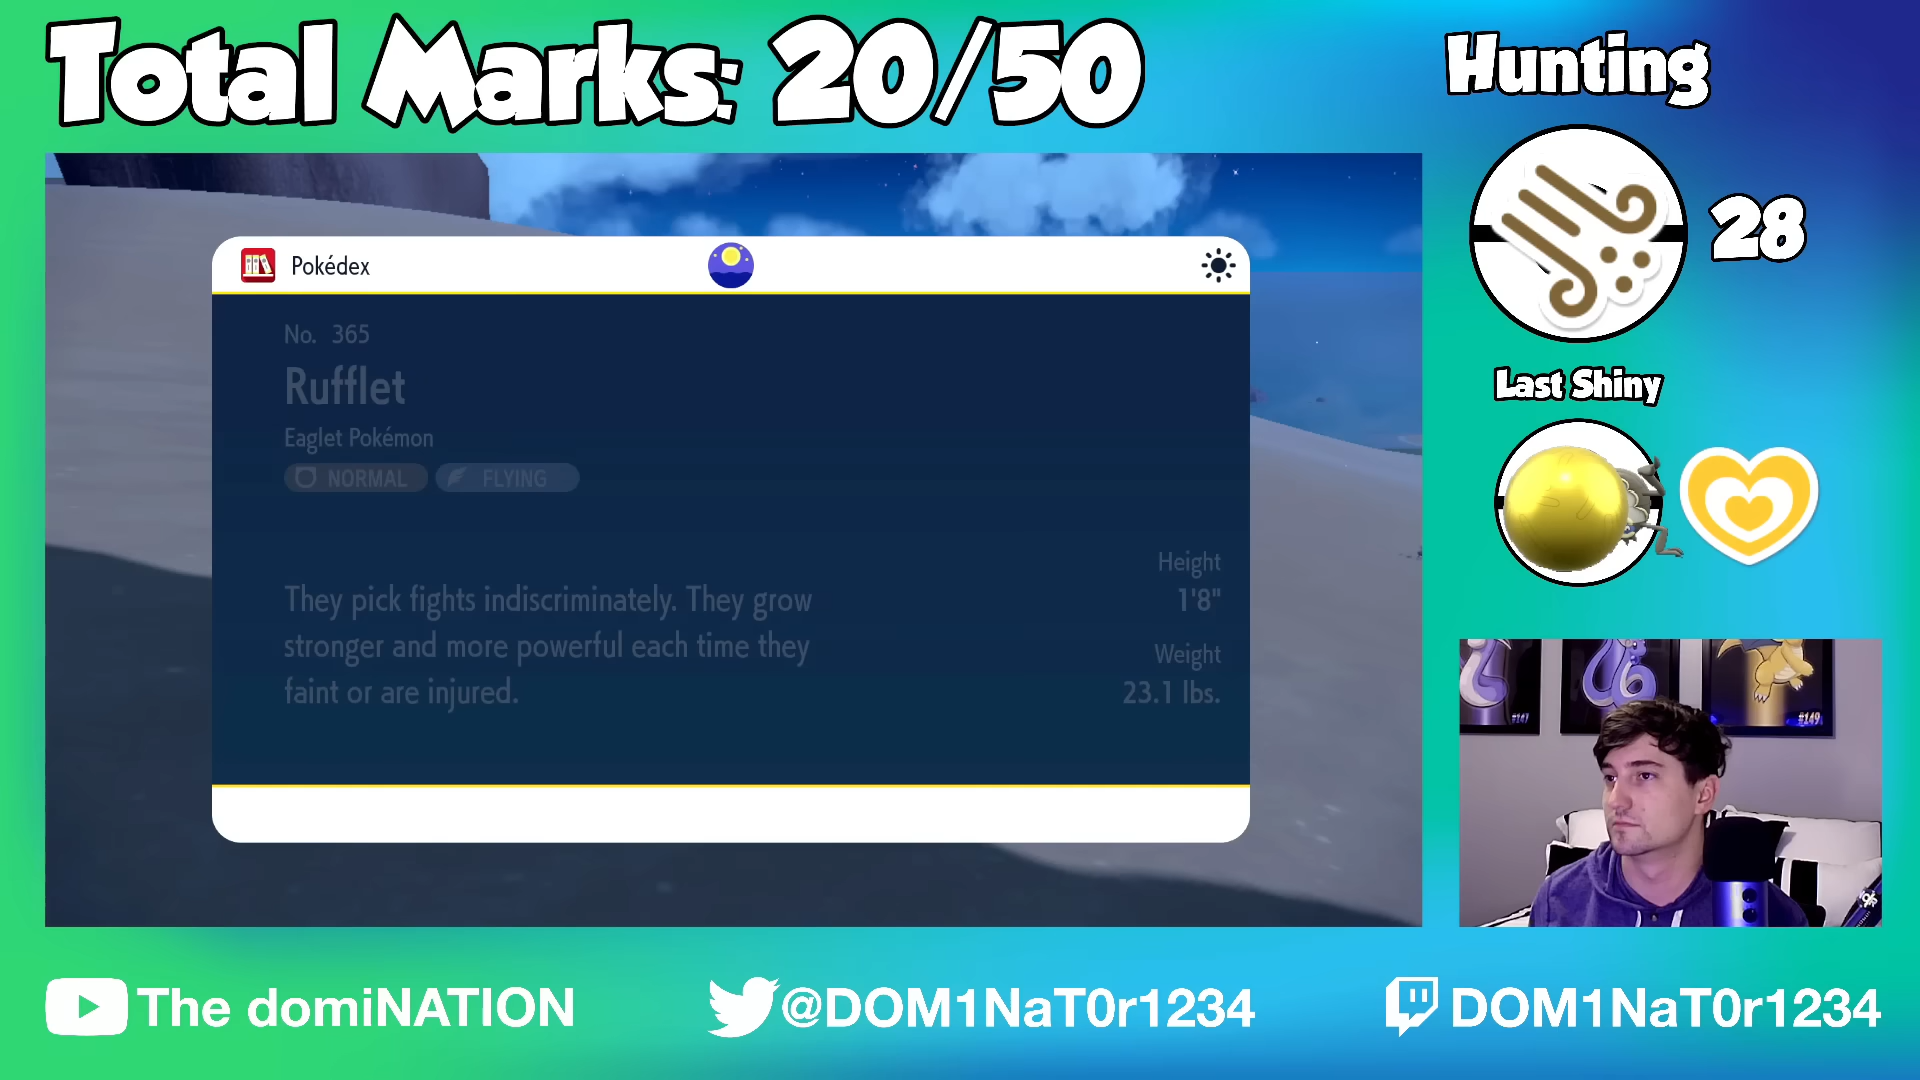 Total Marks: 20/50
Hunting
28
Last Shiny
Pokédex
No. 365
Rufflet
Eaglet Pokémon
NORMAL
FLYING
They pick fights indiscriminately. They grow
stronger and more powerful each time they
faint or are injured.
Height
1'8"
Weight
23.1 lbs.
#147
#149
The domiNATION
@DOM1NaT0r1234
DOM1NaT0r1234